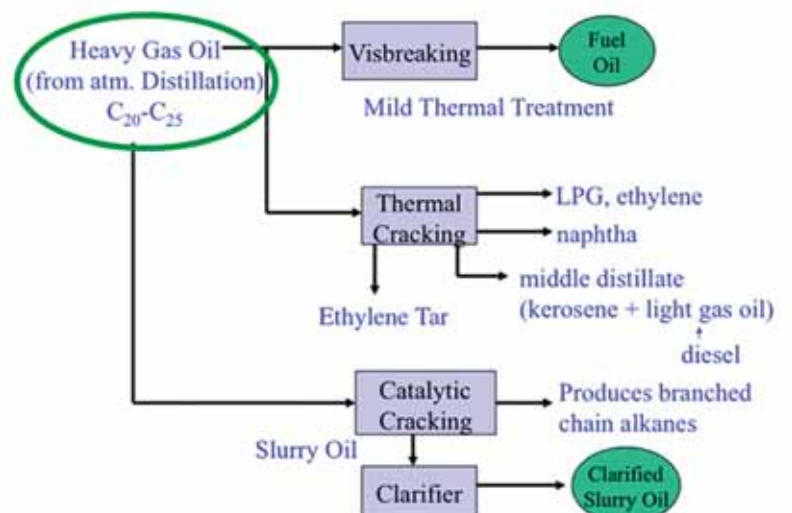 Heavy Gas Oil
(from atm. Distillation)
C₂₀-C₂₅
Visbreaking
Fuel
Oil
Mild Thermal Treatment
Thermal
Cracking
LPG, ethylene
naphtha
middle distillate
(kerosene + light gas oil)
diesel
Ethylene Tar
Catalytic
Cracking
Produces branched
chain alkanes
Slurry Oil
Clarifier
Clarified
Slurry Oil